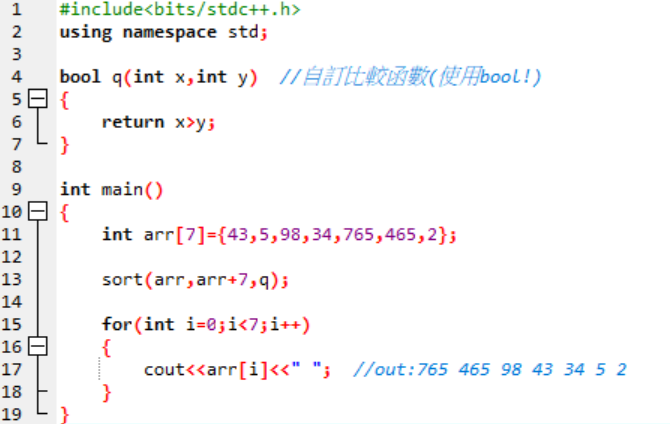 1 #include<bits/stdc++.h>
2 using namespace std;
3
4 bool q(int x,int y)  //自訂比較函數(使用bool!)
5 {
6     return x>y;
7 }
8
9 int main()
10 {
11     int arr[7]={43,5,98,34,765,465,2};
12
13     sort(arr,arr+7,q);
14
15     for(int i=0;i<7;i++)
16     {
17         cout<<arr[i]<<" ";  //out:765 465 98 43 34 5 2
18     }
19 }